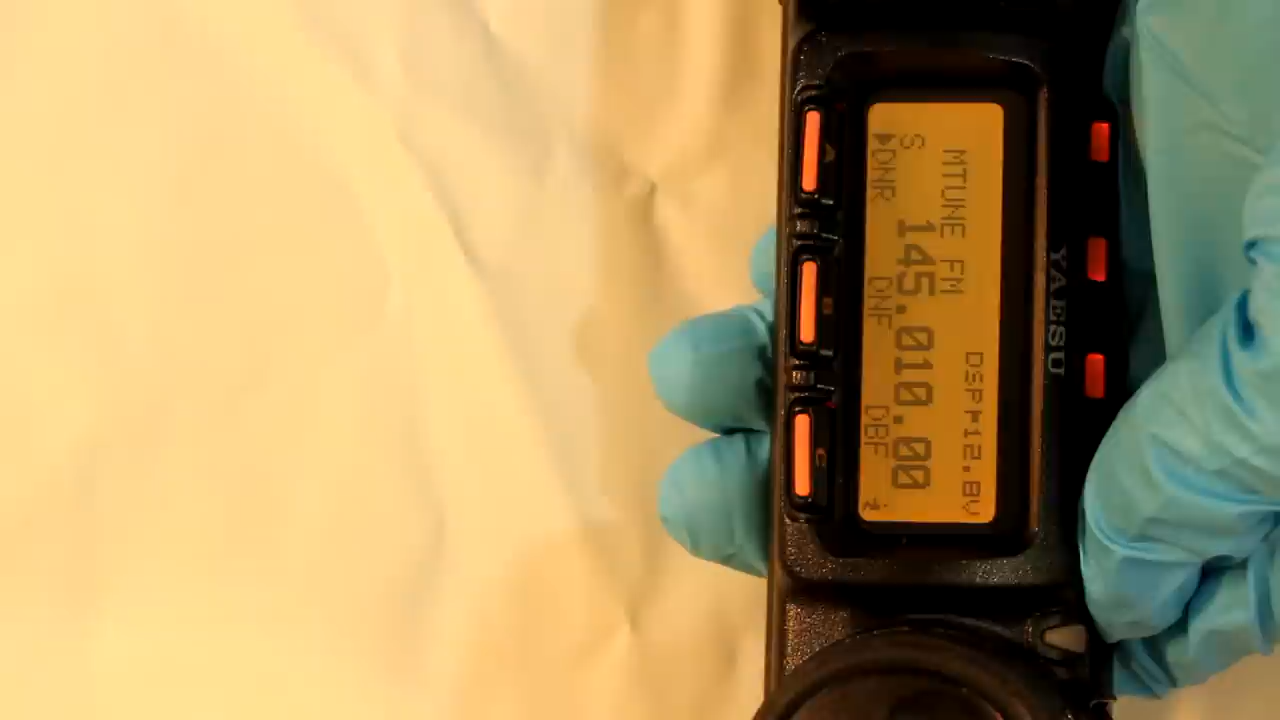 YAESU
DSP 12.8V
MTUNE FM
S
145.010.00
DNR DNF DBF
A
B
C